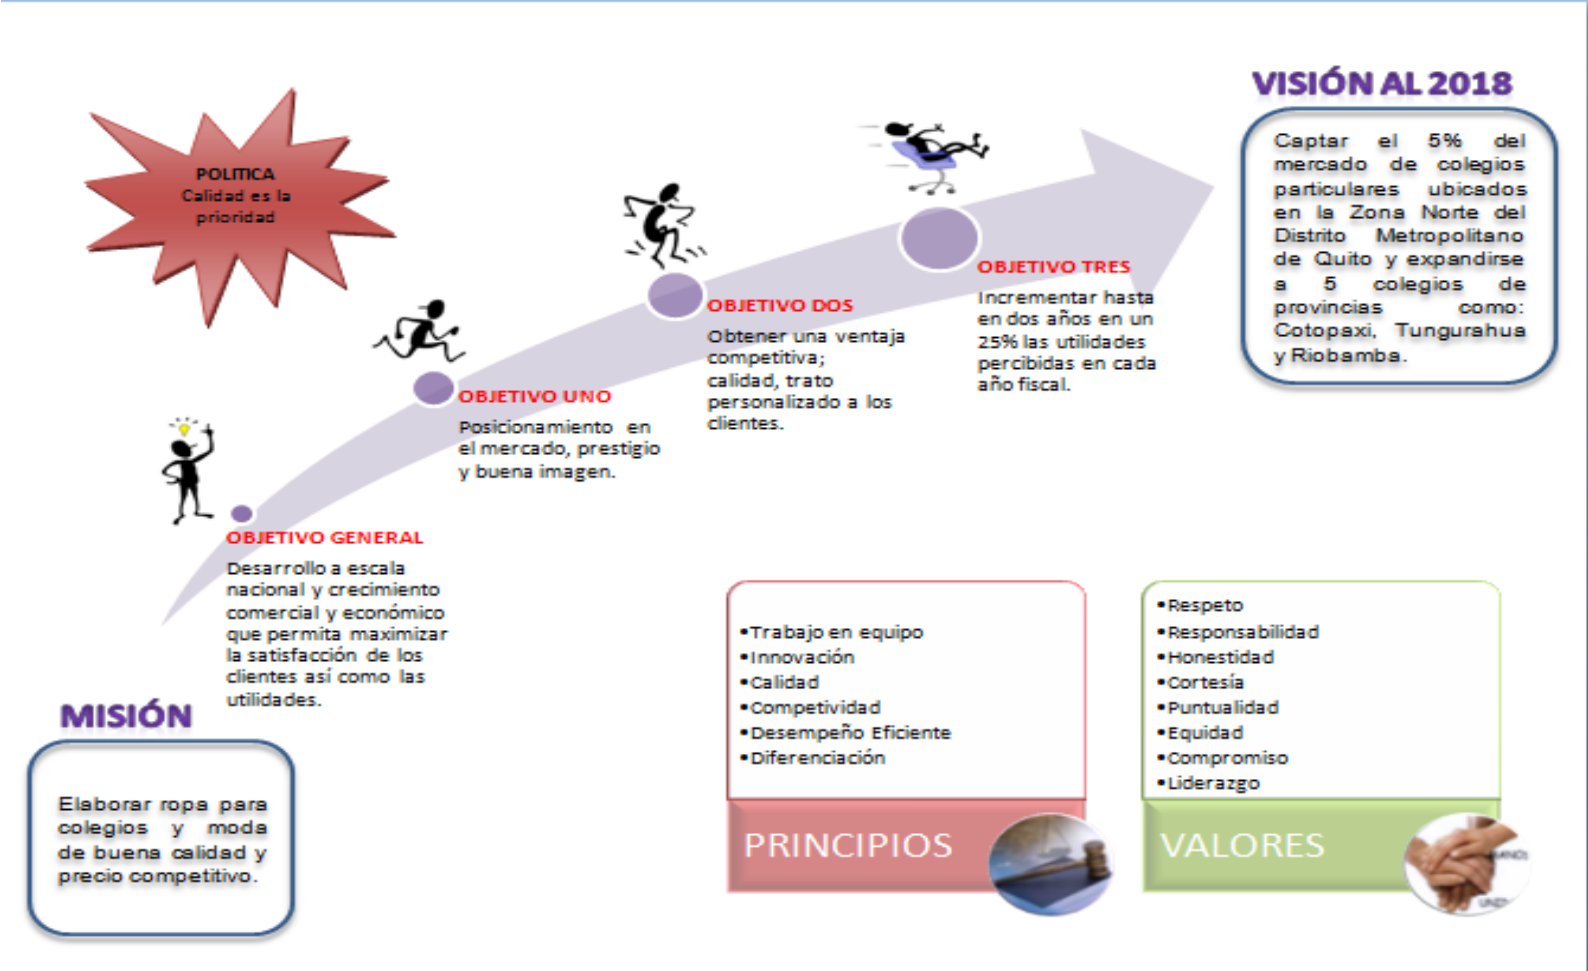 VISIÓN AL 2018
Captar el 5% del
mercado de colegios
particulares ubicados
en la Zona Norte del
Distrito Metropolitano
de Quito y expandirse
a 5 colegios de
provincias como:
Cotopaxi, Tungurahua
y Riobamba.
POLITICA
Calidad es la
prioridad
OBJETIVO TRES
Incrementar hasta
en dos años en un
25% las utilidades
percibidas en cada
año fiscal.
OBJETIVO DOS
Obtener una ventaja
competitiva;
calidad, trato
personalizado a los
clientes.
OBJETIVO UNO
Posicionamiento en
el mercado, prestigio
y buena imagen.
OBJETIVO GENERAL
Desarrollo a escala
nacional y crecimiento
comercial y económico
que permita maximizar
la satisfacción de los
clientes así como las
utilidades.
MISIÓN
Elaborar ropa para
colegios y moda
de buena calidad y
precio competitivo.
•Trabajo en equipo
•Innovación
•Calidad
•Competividad
•Desempeño Eficiente
•Diferenciación
PRINCIPIOS
•Respeto
•Responsabilidad
•Honestidad
•Cortesía
•Puntualidad
•Equidad
•Compromiso
•Liderazgo
VALORES